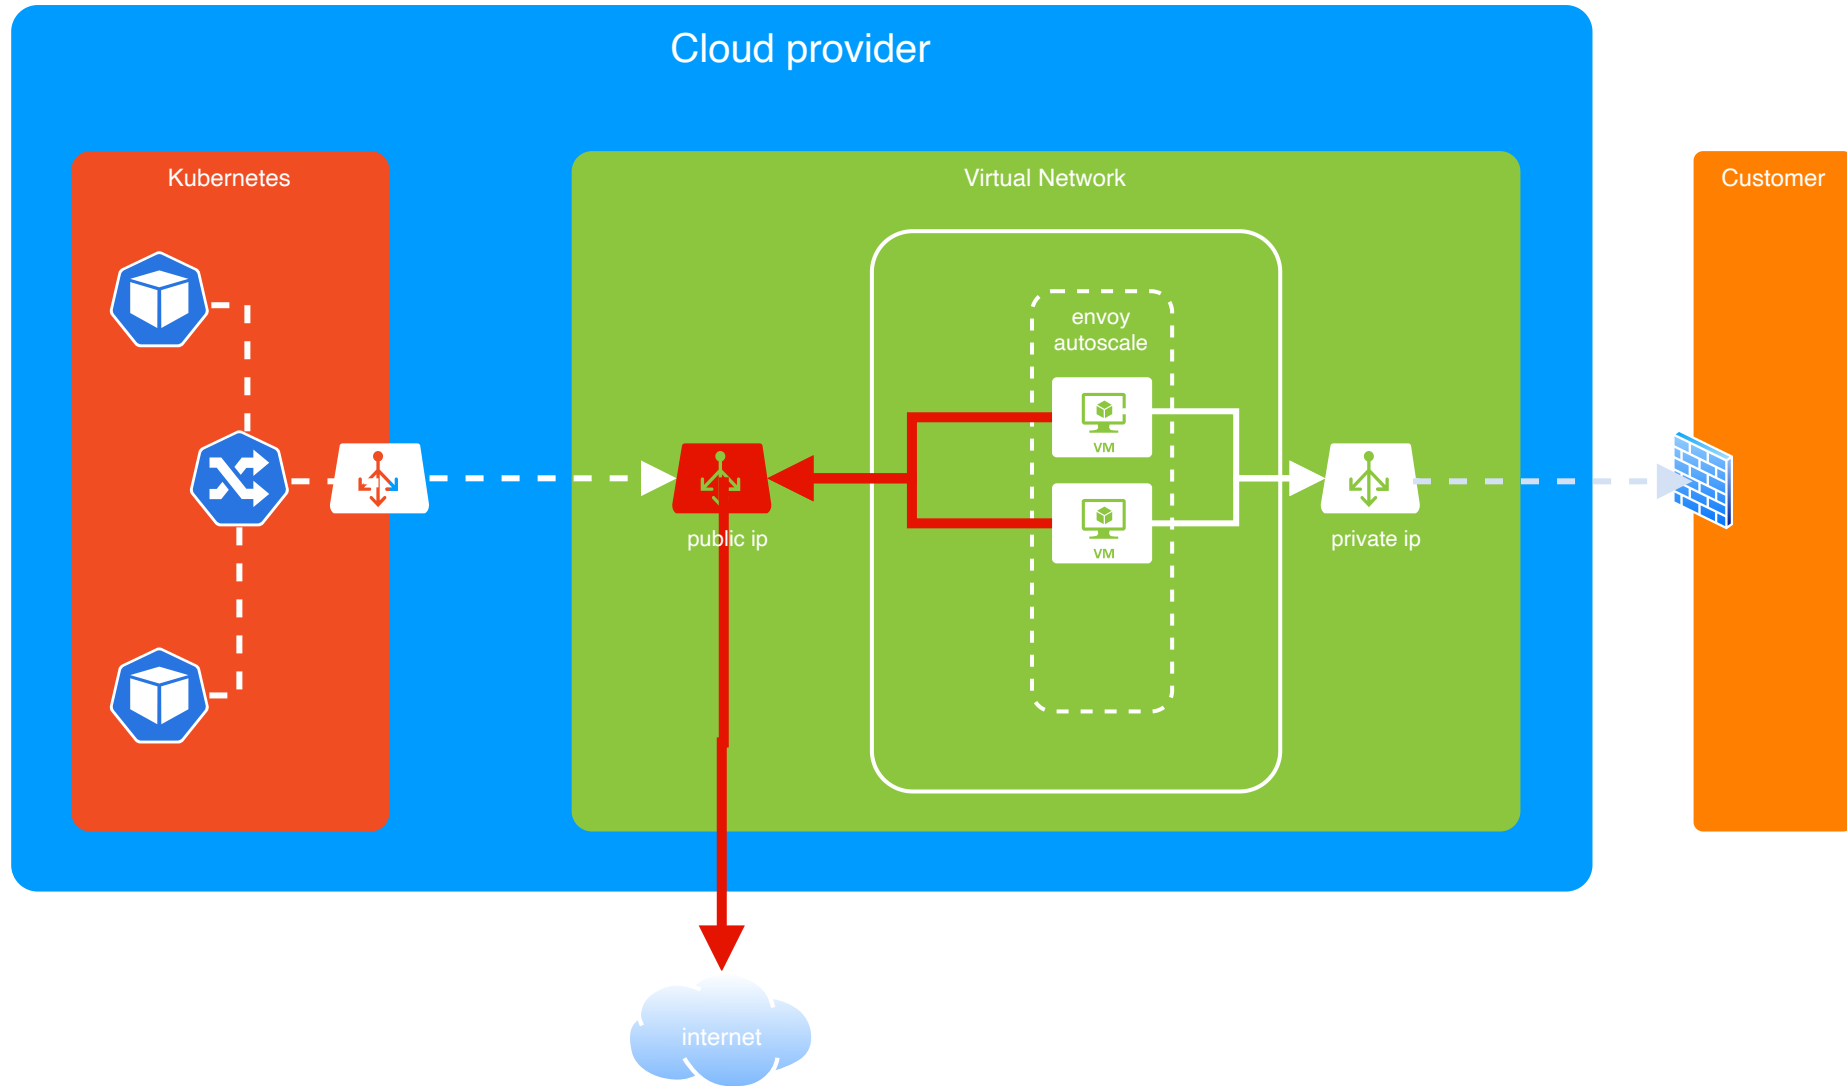 Cloud provider
Kubernetes
Virtual Network
Customer
envoy
autoscale
VM
VM
public ip
private ip
internet